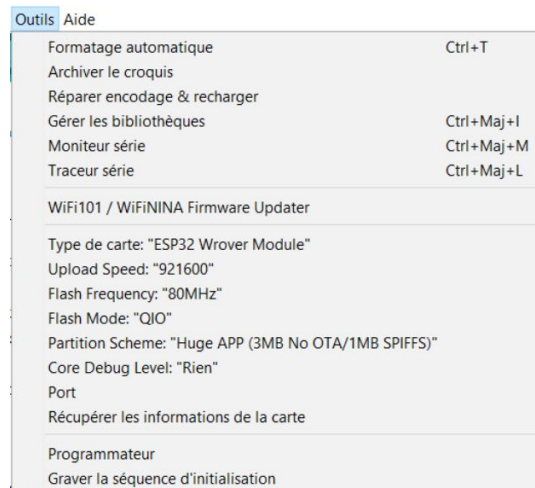 Outils Aide
Formatage automatique Ctrl+T
Archiver le croquis
Réparer encodage & recharger
Gérer les bibliothèques Ctrl+Maj+I
Moniteur série Ctrl+Maj+M
Traceur série Ctrl+Maj+L
WiFi101 / WiFiNINA Firmware Updater
Type de carte: "ESP32 Wrover Module"
Upload Speed: "921600"
Flash Frequency: "80MHz"
Flash Mode: "QIO"
Partition Scheme: "Huge APP (3MB No OTA/1MB SPIFFS)"
Core Debug Level: "Rien"
Port
Récupérer les informations de la carte
Programmateur
Graver la séquence d'initialisation